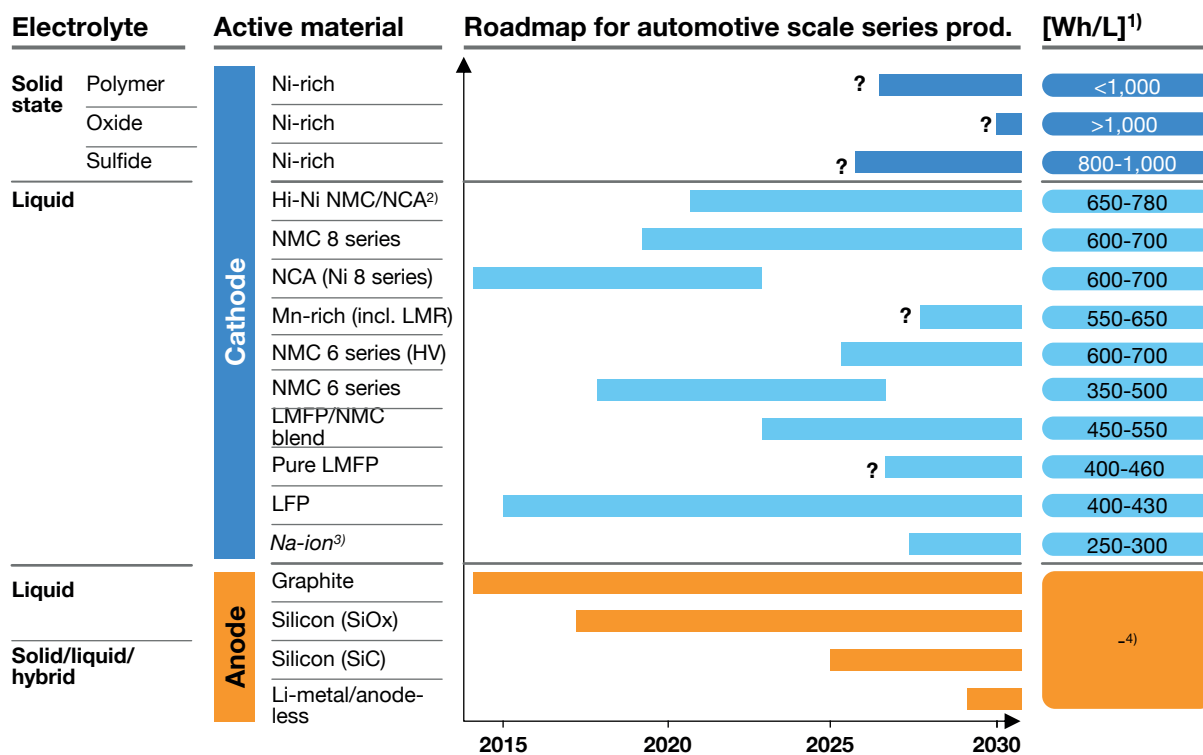 Electrolyte Active material Roadmap for automotive scale series prod. [Wh/L]1)
Solid state Polymer Ni-rich ? <1,000
Oxide Ni-rich ? >1,000
Sulfide Ni-rich ? 800-1,000
Liquid Hi-Ni NMC/NCA2) 650-780
NMC 8 series 600-700
NCA (Ni 8 series) 600-700
Mn-rich (incl. LMR) ? 550-650
NMC 6 series (HV) 600-700
NMC 6 series 350-500
LMFP/NMC
blend 450-550
Pure LMFP ? 400-460
LFP 400-430
Na-ion3) 250-300
Cathode
Liquid Graphite
Silicon (SiOx)
-4)
Solid/liquid/
hybrid
Silicon (SiC)
Li-metal/anode-
less
Anode
2015 2020 2025 2030